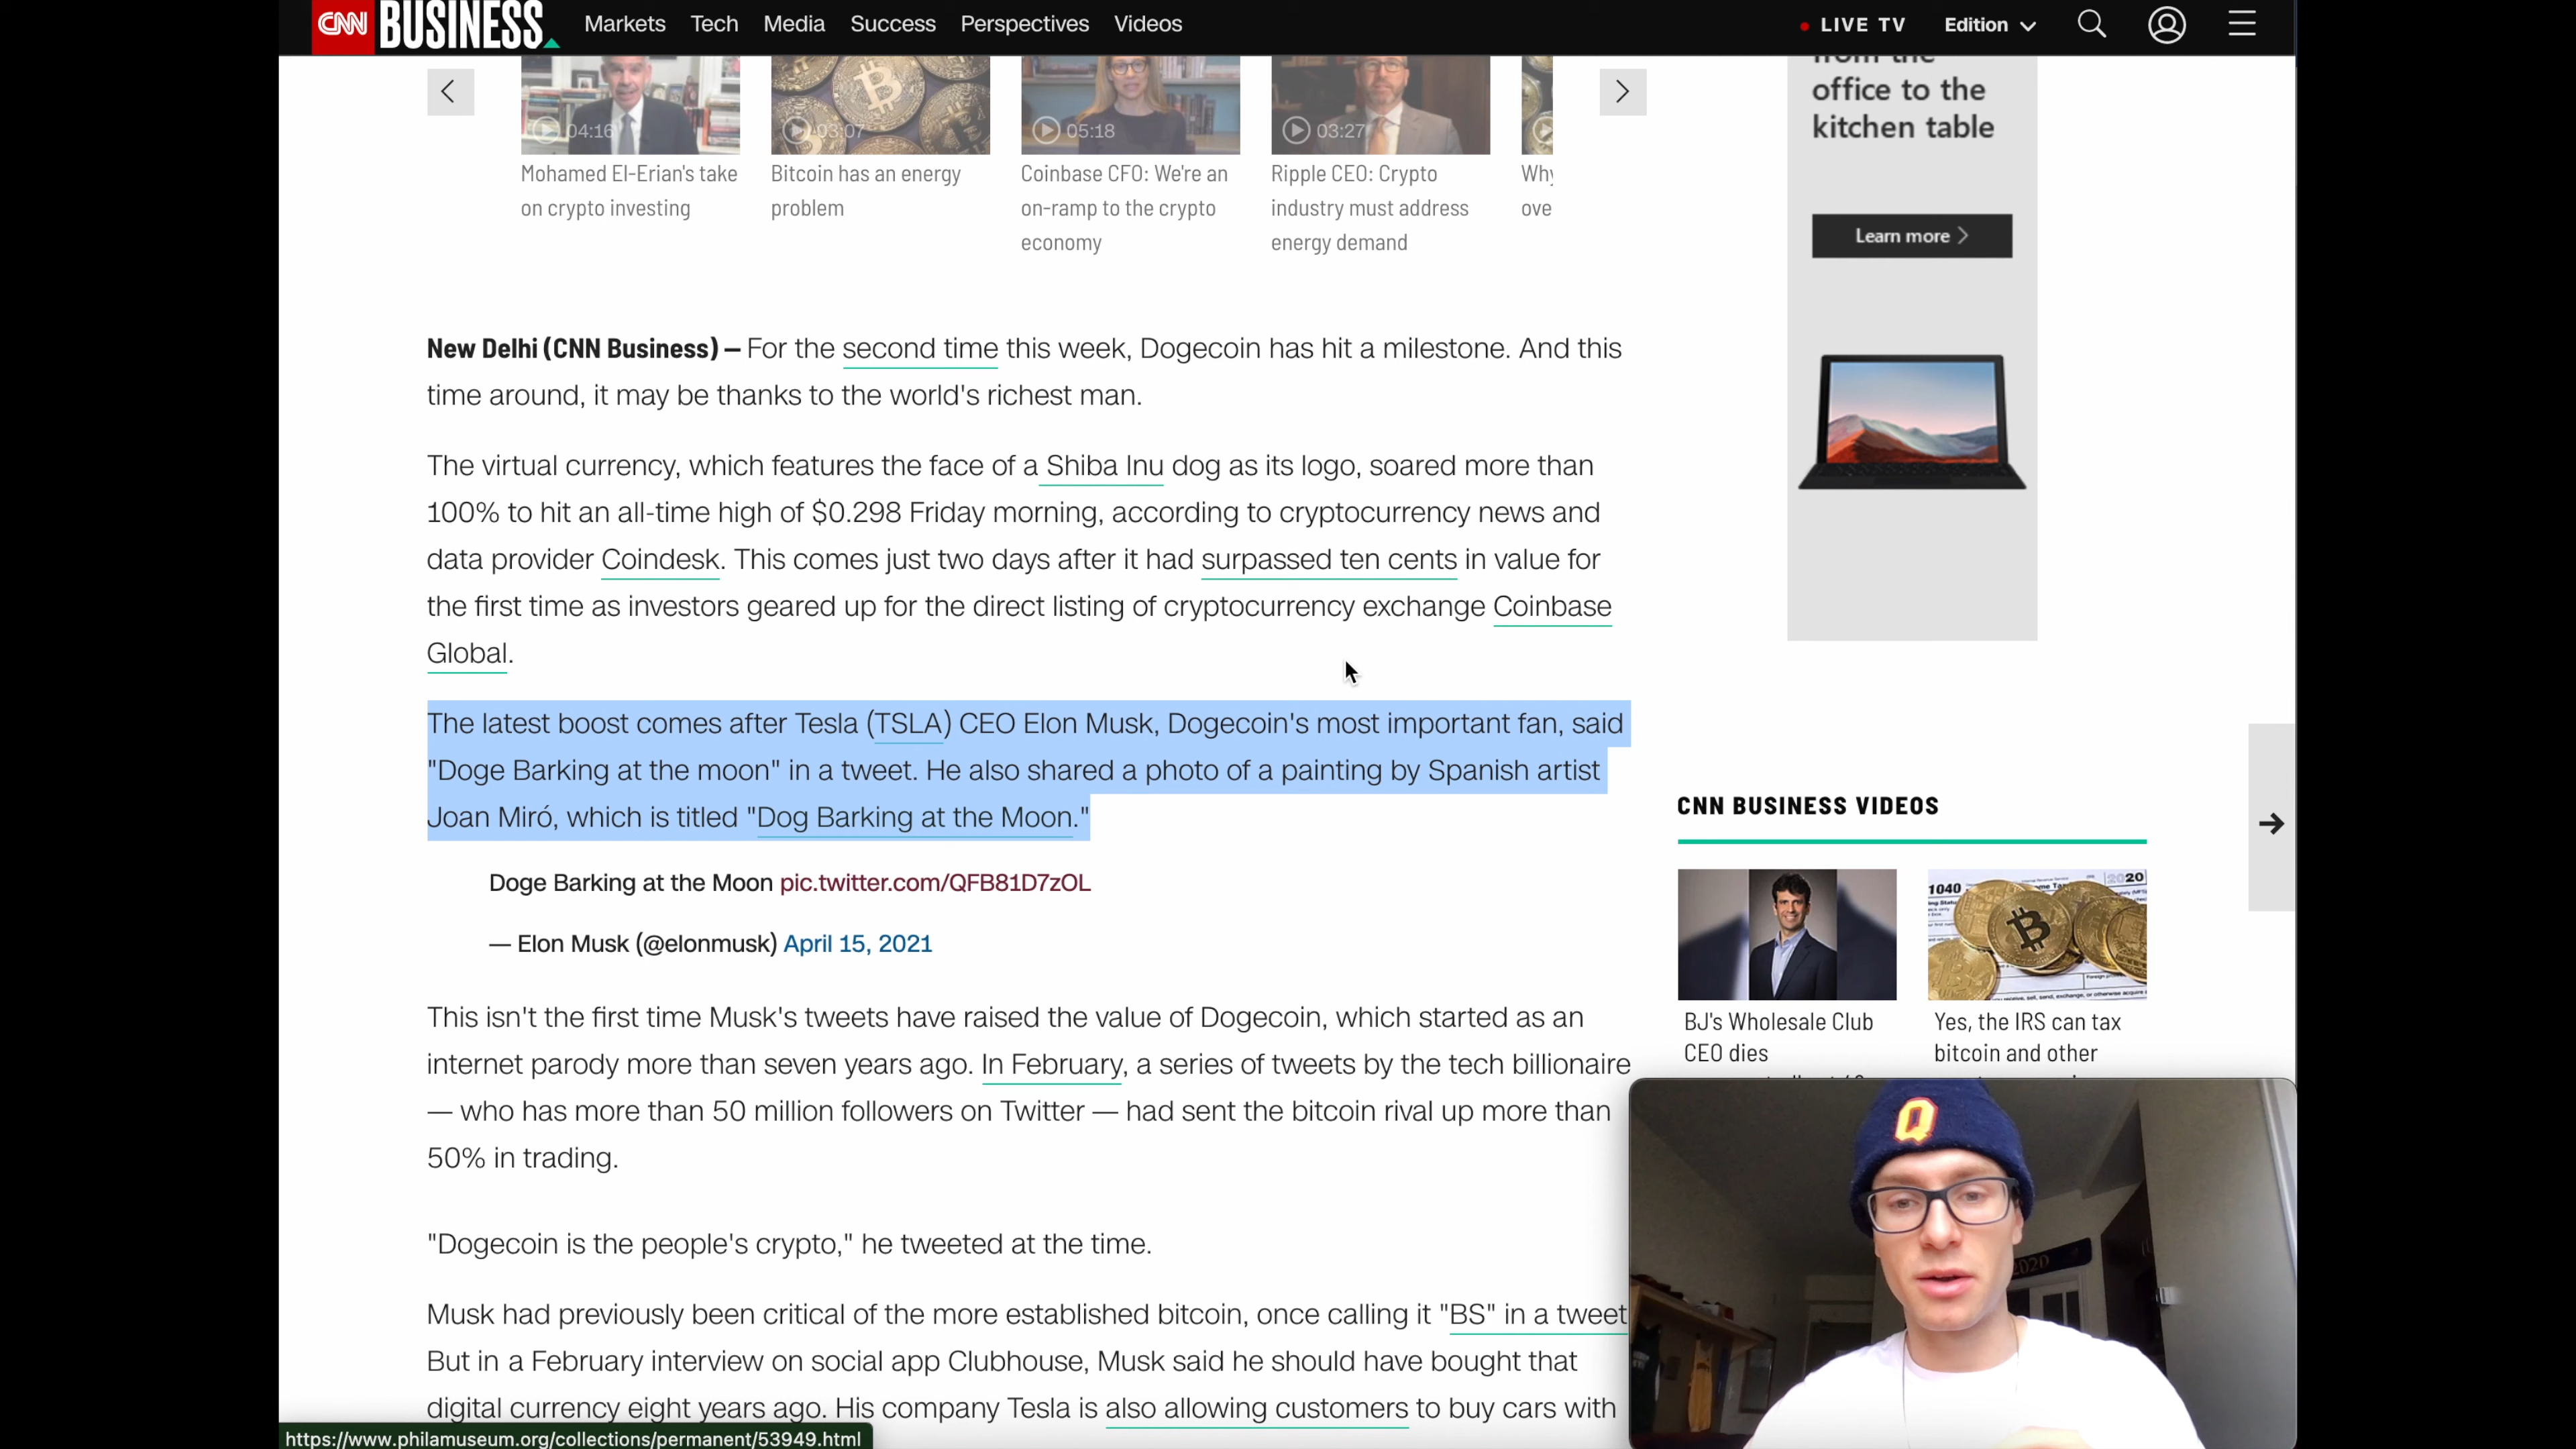 CNN BUSINESS Markets Tech Media Success Perspectives Videos LIVE TV Edition
04:16 03:07 05:18 03:27
Mohamed El-Erian's take
on crypto investing
Bitcoin has an energy
problem
Coinbase CFO: We're an
on-ramp to the crypto
economy
Ripple CEO: Crypto
industry must address
energy demand
Why
ove
from the
office to the
kitchen table
Learn more
New Delhi (CNN Business) — For the second time this week, Dogecoin has hit a milestone. And this
time around, it may be thanks to the world's richest man.
The virtual currency, which features the face of a Shiba Inu dog as its logo, soared more than
100% to hit an all-time high of $0.298 Friday morning, according to cryptocurrency news and
data provider Coindesk. This comes just two days after it had surpassed ten cents in value for
the first time as investors geared up for the direct listing of cryptocurrency exchange Coinbase
Global.
The latest boost comes after Tesla (TSLA) CEO Elon Musk, Dogecoin's most important fan, said
"Doge Barking at the moon" in a tweet. He also shared a photo of a painting by Spanish artist
Joan Miró, which is titled "Dog Barking at the Moon."
Doge Barking at the Moon pic.twitter.com/QFB81D7zOL
— Elon Musk (@elonmusk) April 15, 2021
This isn't the first time Musk's tweets have raised the value of Dogecoin, which started as an
internet parody more than seven years ago. In February, a series of tweets by the tech billionaire
— who has more than 50 million followers on Twitter — had sent the bitcoin rival up more than
50% in trading.
"Dogecoin is the people's crypto," he tweeted at the time.
Musk had previously been critical of the more established bitcoin, once calling it "BS" in a tweet
But in a February interview on social app Clubhouse, Musk said he should have bought that
digital currency eight years ago. His company Tesla is also allowing customers to buy cars with
CNN BUSINESS VIDEOS
1040
2020
BJ's Wholesale Club
CEO dies
Yes, the IRS can tax
bitcoin and other
Q
2020
https://www.philamuseum.org/collections/permanent/53949.html